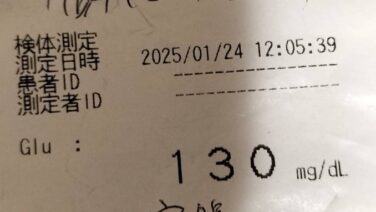 検体測定
測定日時 2025/01/24 12:05:39
患者ID --------------
測定者ID --------------
Glu : 130 mg/dL